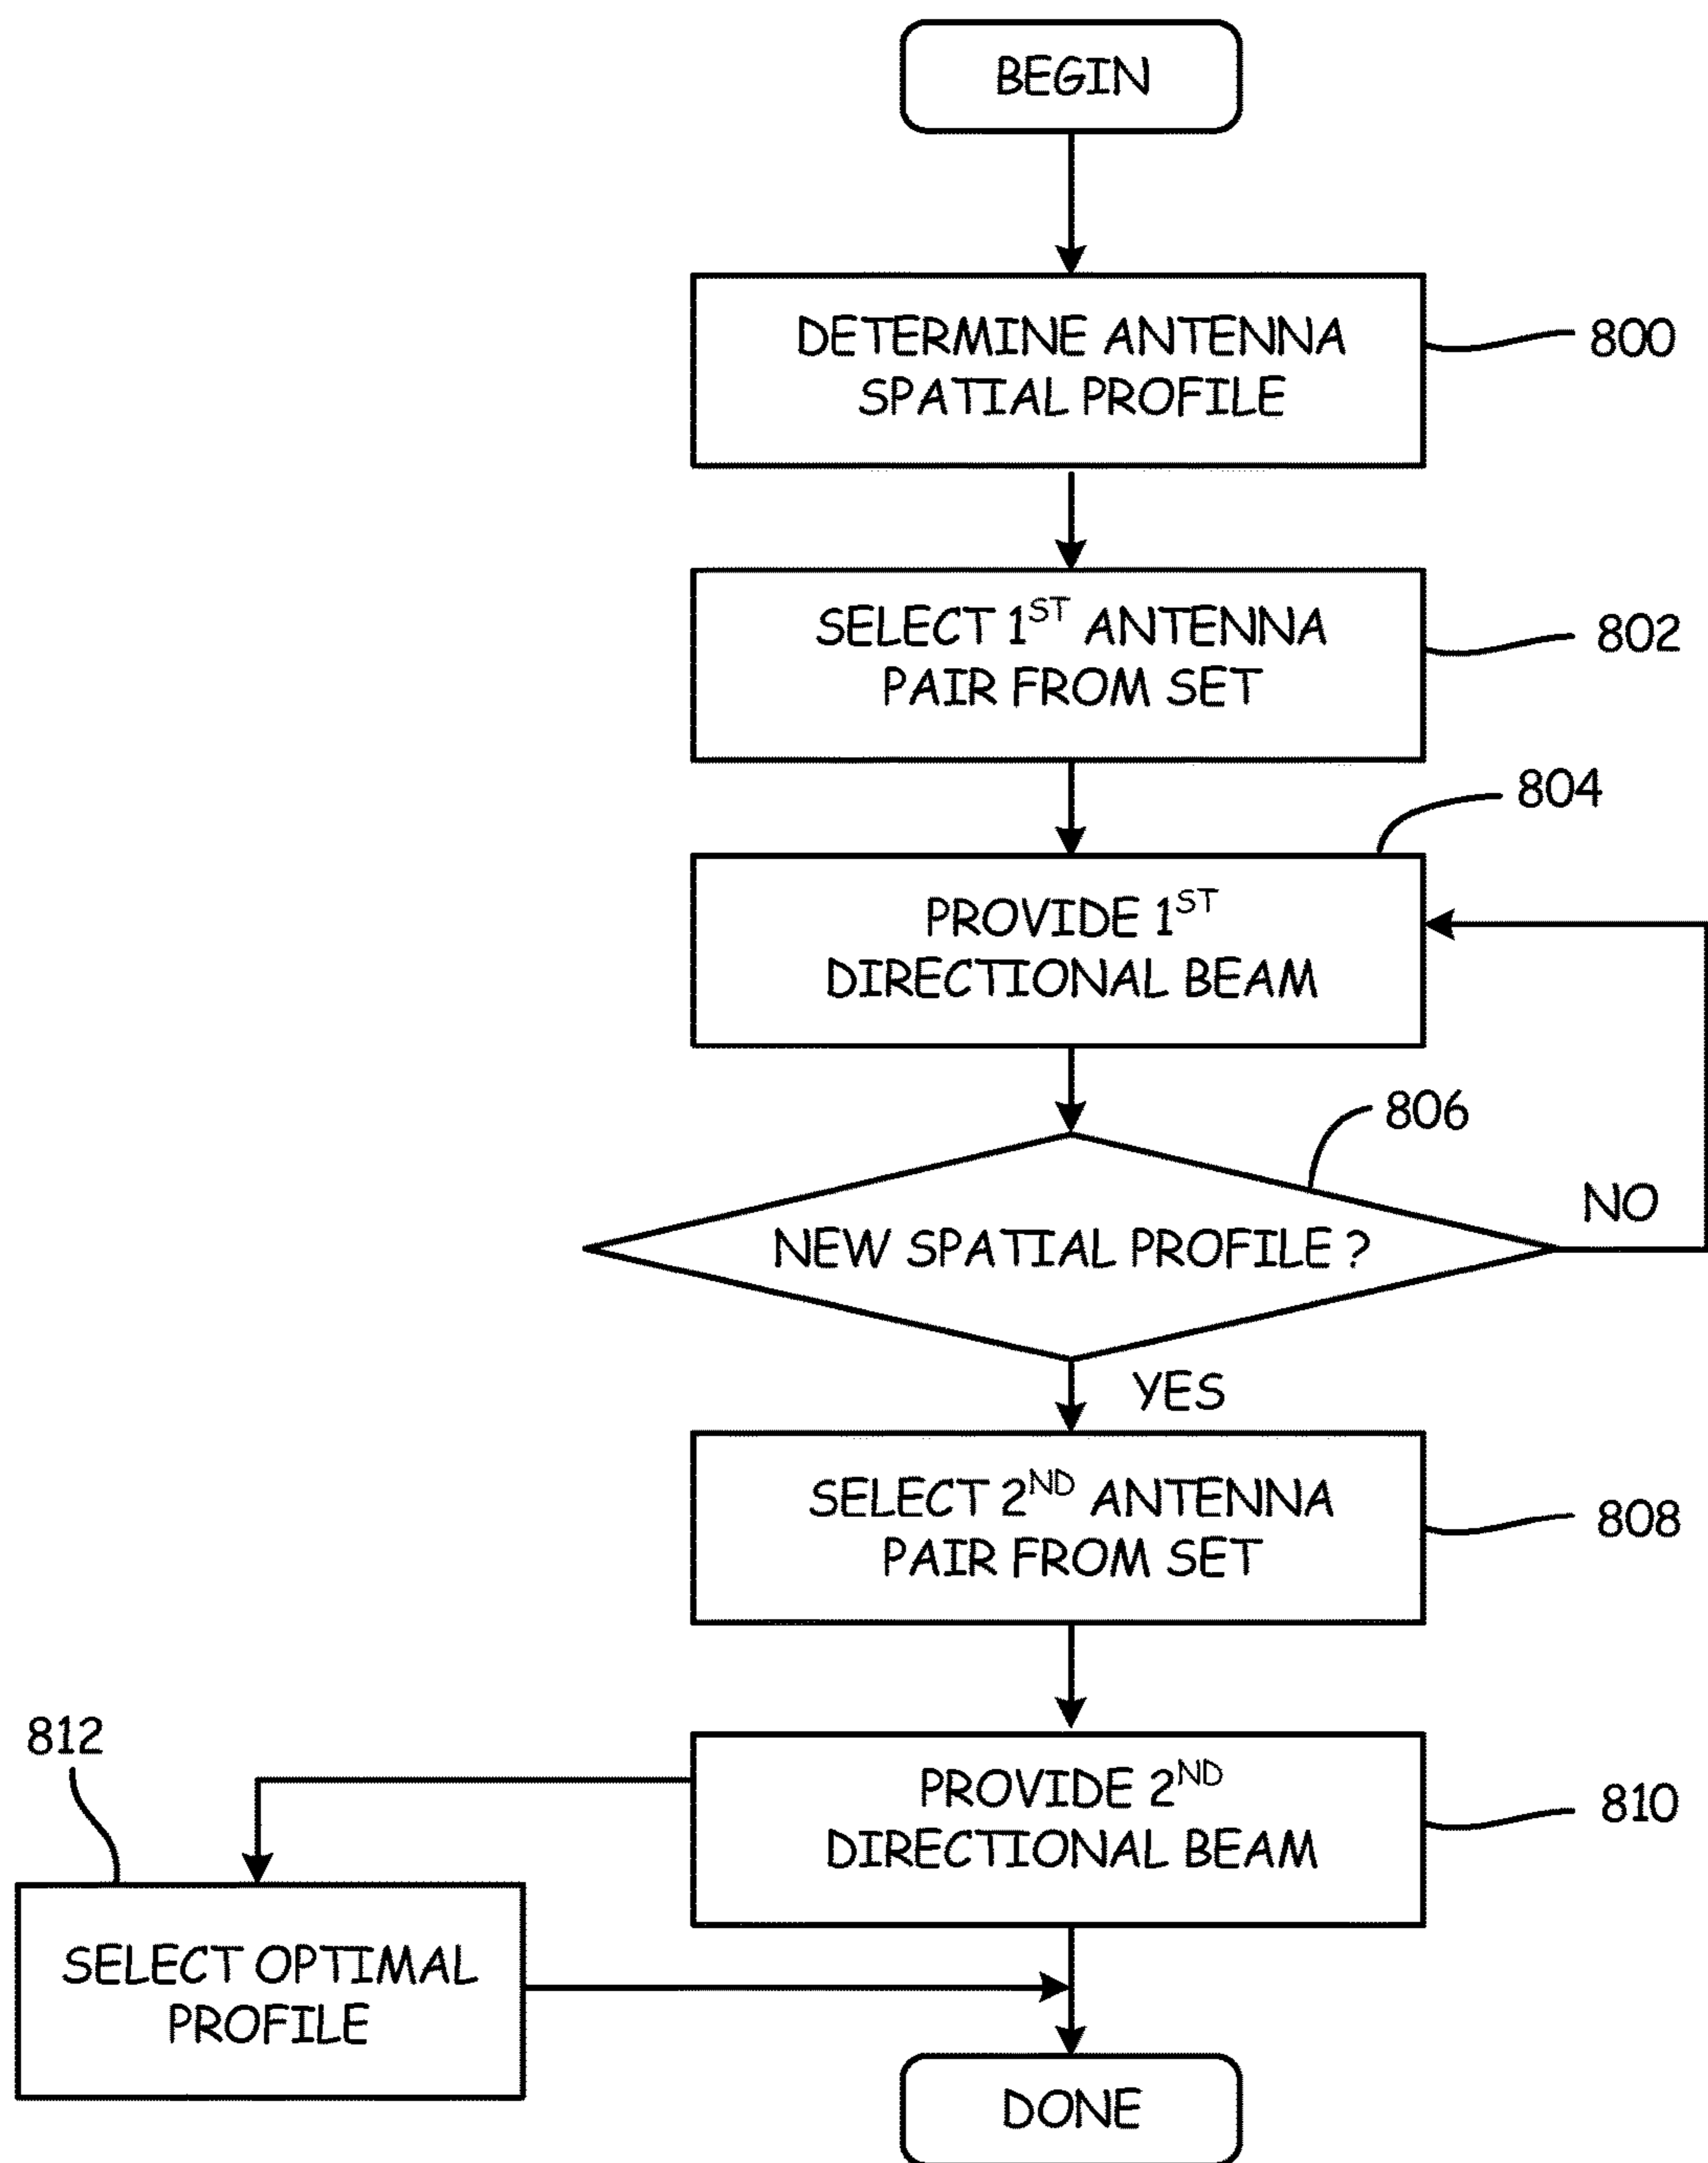 BEGIN
DETERMINE ANTENNA
SPATIAL PROFILE
800
SELECT 1ST ANTENNA
PAIR FROM SET
802
804
PROVIDE 1ST
DIRECTIONAL BEAM
806
NEW SPATIAL PROFILE ?
NO
YES
SELECT 2ND ANTENNA
PAIR FROM SET
808
812
PROVIDE 2ND
DIRECTIONAL BEAM
810
SELECT OPTIMAL
PROFILE
DONE